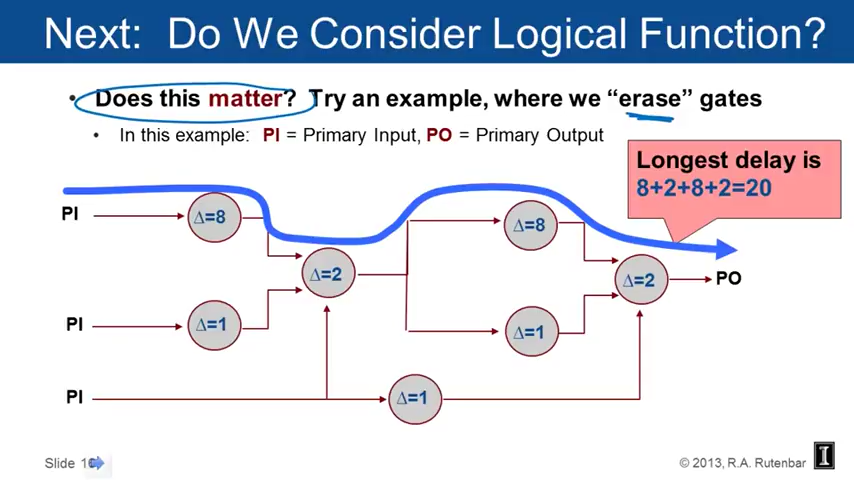 Next: Do We Consider Logical Function?
• Does this matter? Try an example, where we “erase” gates
• In this example: PI = Primary Input, PO = Primary Output
Longest delay is
8+2+8+2=20
PI
Δ=8
Δ=8
Δ=2
Δ=2
PO
PI
Δ=1
Δ=1
PI
Δ=1
Slide
© 2013, R.A. Rutenbar
I